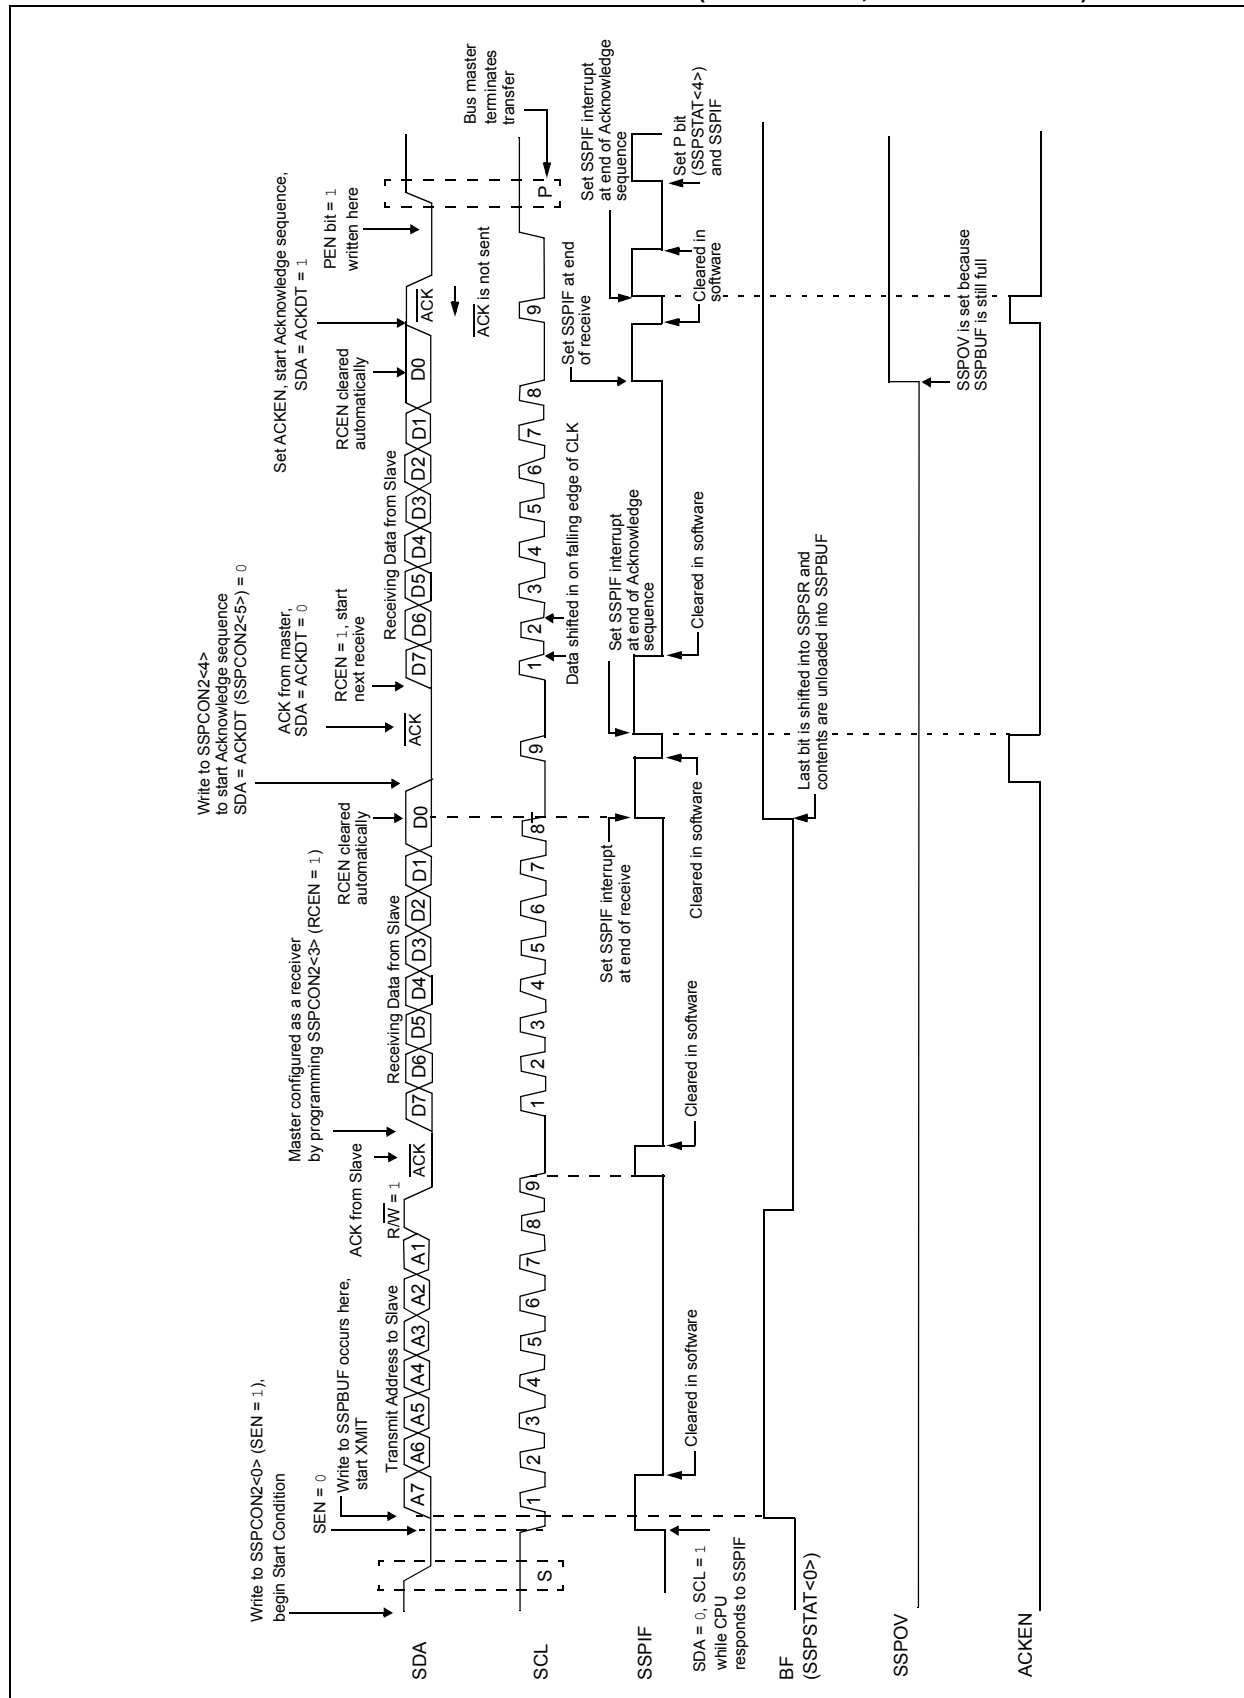 Write to SSPCON2<0> (SEN = 1),
begin Start Condition
SEN = 0
Write to SSPBUF occurs here,
start XMIT
Transmit Address to Slave
R/W = 1
ACK from Slave
Master configured as a receiver
by programming SSPCON2<3> (RCEN = 1)
Receiving Data from Slave
RCEN cleared
automatically
Write to SSPCON2<4>
to start Acknowledge sequence
SDA = ACKDT (SSPCON2<5>) = 0
ACK from master,
SDA = ACKDT = 0
RCEN = 1, start
next receive
Receiving Data from Slave
RCEN cleared
automatically
Set ACKEN, start Acknowledge sequence,
SDA = ACKDT = 1
PEN bit = 1
written here
SDA
A7 A6 A5 A4 A3 A2 A1
ACK
D7 D6 D5 D4 D3 D2 D1 D0
ACK
D7 D6 D5 D4 D3 D2 D1 D0
ACK
ACK is not sent
Bus master
terminates
transfer
SCL
S
1 2 3 4 5 6 7 8 9
1 2 3 4 5 6 7 8
9
1 2 3 4 5 6 7 8
9
P
Data shifted in on falling edge of CLK
Set SSPIF interrupt
at end of receive
Set SSPIF interrupt
at end of Acknowledge
sequence
Set SSPIF at end
of receive
Set SSPIF interrupt
at end of Acknowledge
sequence
SSPIF
SDA = 0, SCL = 1
while CPU
responds to SSPIF
Cleared in software
Cleared in software
Cleared in software
Cleared in software
Cleared in
software
Set P bit
(SSPSTAT<4>)
and SSPIF
BF
(SSPSTAT<0>)
Last bit is shifted into SSPSR and
contents are unloaded into SSPBUF
SSPOV
SSPOV is set because
SSPBUF is still full
ACKEN